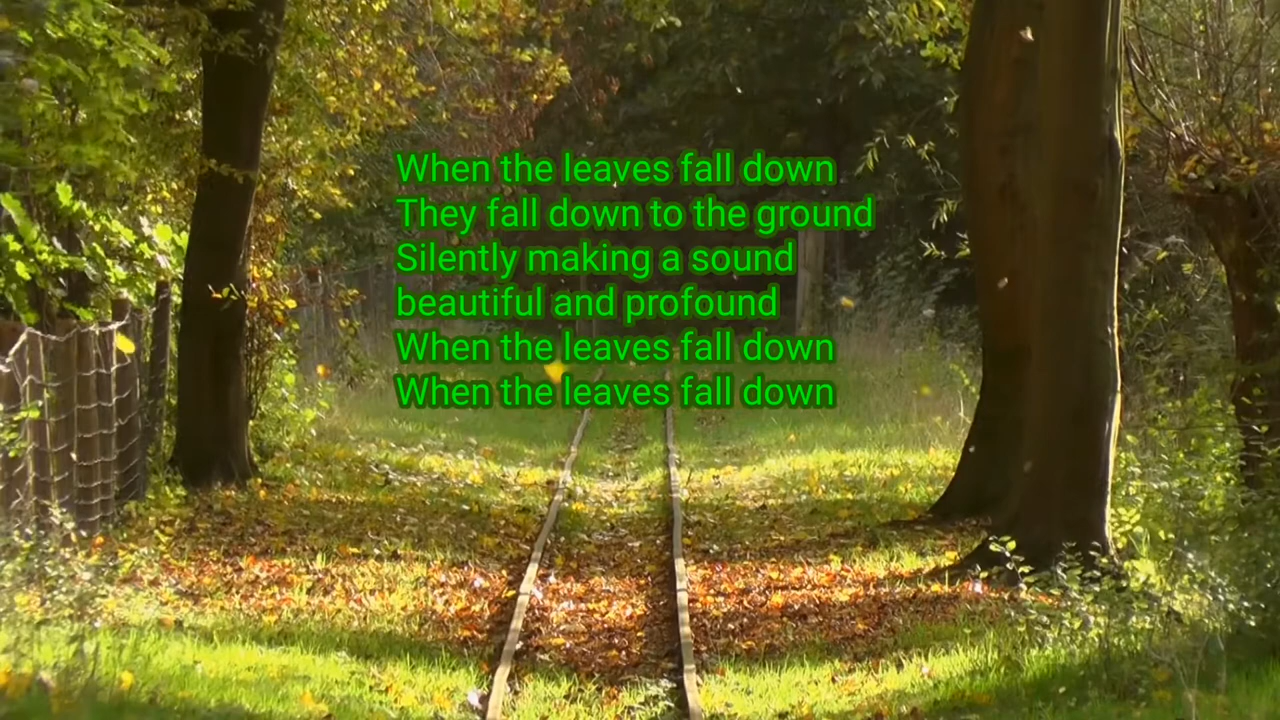 When the leaves fall down
They fall down to the ground
Silently making a sound
beautiful and profound
When the leaves fall down
When the leaves fall down